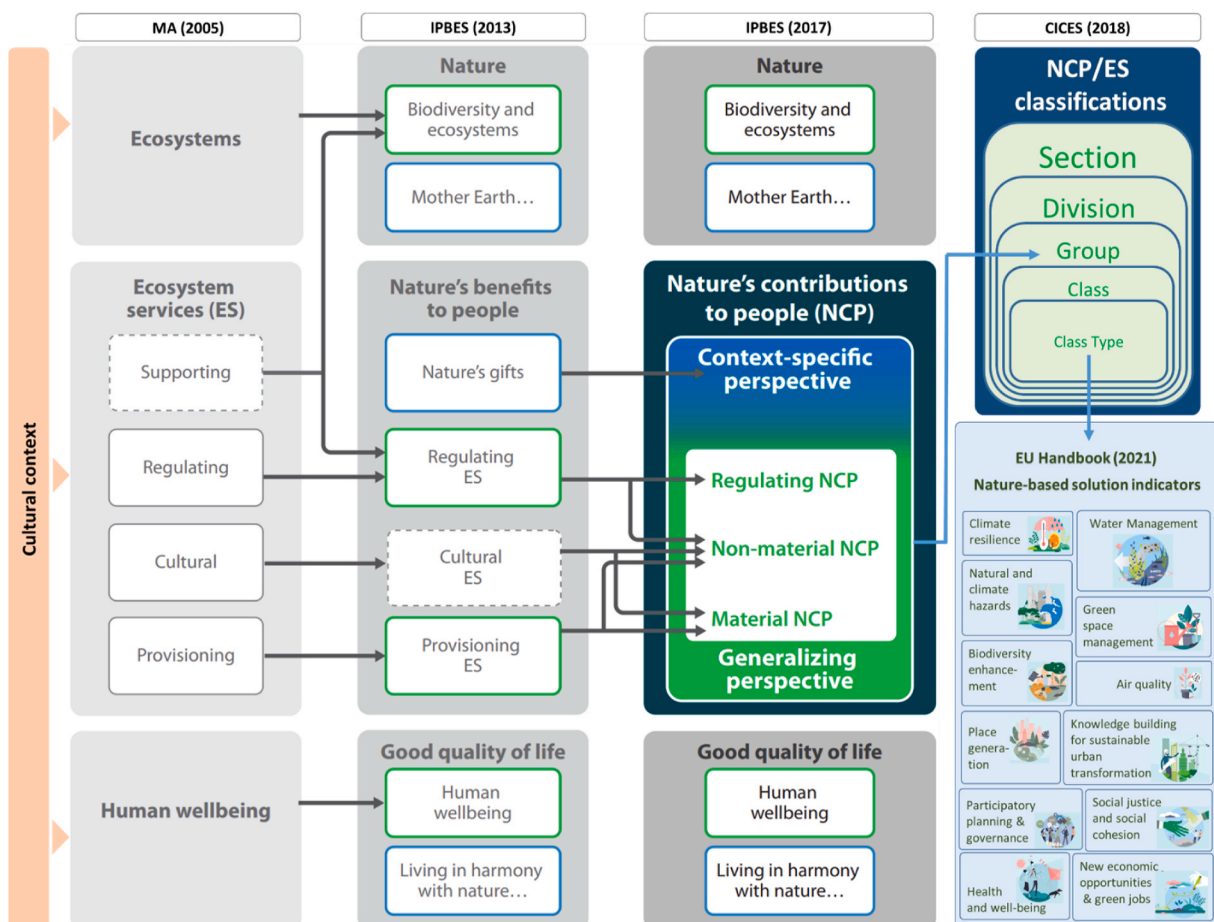 MA (2005)
IPBES (2013)
IPBES (2017)
CICES (2018)
Cultural context
Ecosystems
Ecosystem
services (ES)
Supporting
Regulating
Cultural
Provisioning
Human wellbeing
Nature
Biodiversity and
ecosystems
Mother Earth…
Nature's benefits
to people
Nature's gifts
Regulating
ES
Cultural
ES
Provisioning
ES
Good quality of life
Human
wellbeing
Living in harmony
with nature…
Nature
Biodiversity and
ecosystems
Mother Earth…
Nature's contributions
to people (NCP)
Context-specific
perspective
Regulating NCP
Non-material NCP
Material NCP
Generalizing
perspective
Good quality of life
Human
wellbeing
Living in harmony
with nature…
NCP/ES
classifications
Section
Division
Group
Class
Class Type
EU Handbook (2021)
Nature-based solution indicators
Climate
resilience
Water Management
Natural and
climate
hazards
Green
space
management
Biodiversity
enhance-
ment
Air quality
Place
genera-
tion
Knowledge building
for sustainable
urban
transformation
Participatory
planning &
governance
Social justice
and social
cohesion
Health
and well-being
New economic
opportunities
& green jobs